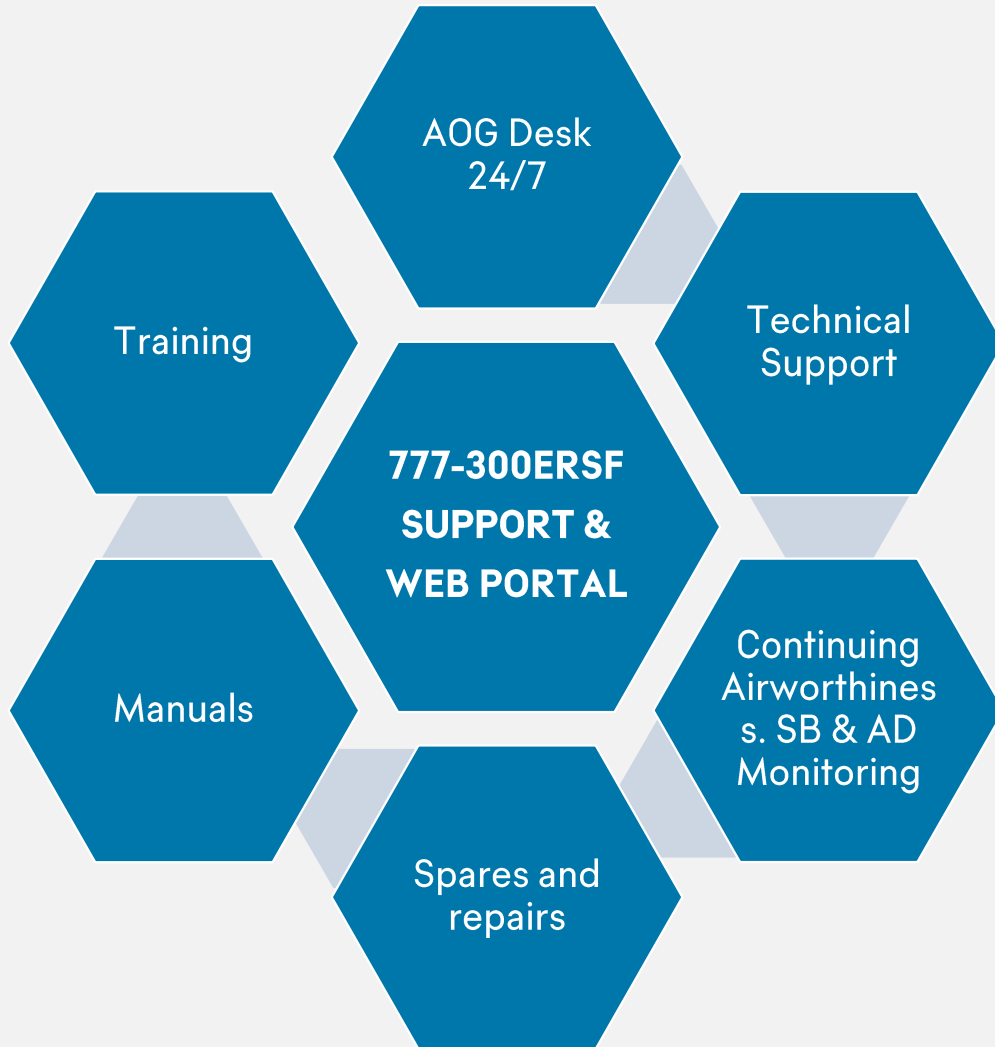 AOG Desk
24/7
Technical
Support
Training
777-300ERSF
SUPPORT &
WEB PORTAL
Continuing
Airworthines
s. SB & AD
Monitoring
Manuals
Spares and
repairs